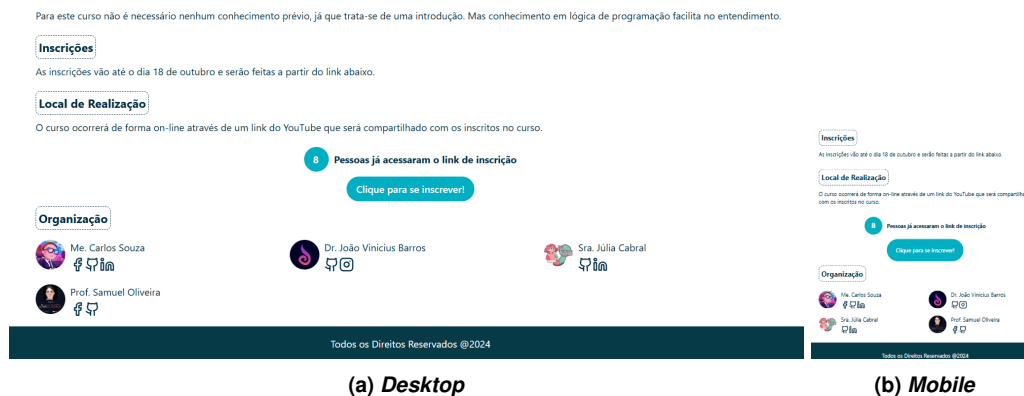 Para este curso não é necessário nenhum conhecimento prévio, já que trata-se de uma introdução. Mas conhecimento em lógica de programação facilita no entendimento.
Inscrições
As inscrições vão até o dia 18 de outubro e serão feitas a partir do link abaixo.
Local de Realização
O curso ocorrerá de forma on-line através de um link do YouTube que será compartilhado com os inscritos no curso.
8 Pessoas já acessaram o link de inscrição
Clique para se inscrever!
Organização
Me. Carlos Souza
Dr. João Vinicius Barros
Sra. Júlia Cabral
Prof. Samuel Oliveira
Todos os Direitos Reservados @2024
(a) Desktop
Inscrições
As inscrições vão até o dia 18 de outubro e serão feitas a partir do link abaixo.
Local de Realização
O curso ocorrerá de forma on-line através de um link do YouTube que será compartilh
com os inscritos no curso.
8 Pessoas já acessaram o link de inscrição
Clique para se inscrever!
Organização
Me. Carlos Souza
Dr. João Vinicius Barros
Sra. Júlia Cabral
Prof. Samuel Oliveira
Todos os Direitos Reservados @2024
(b) Mobile